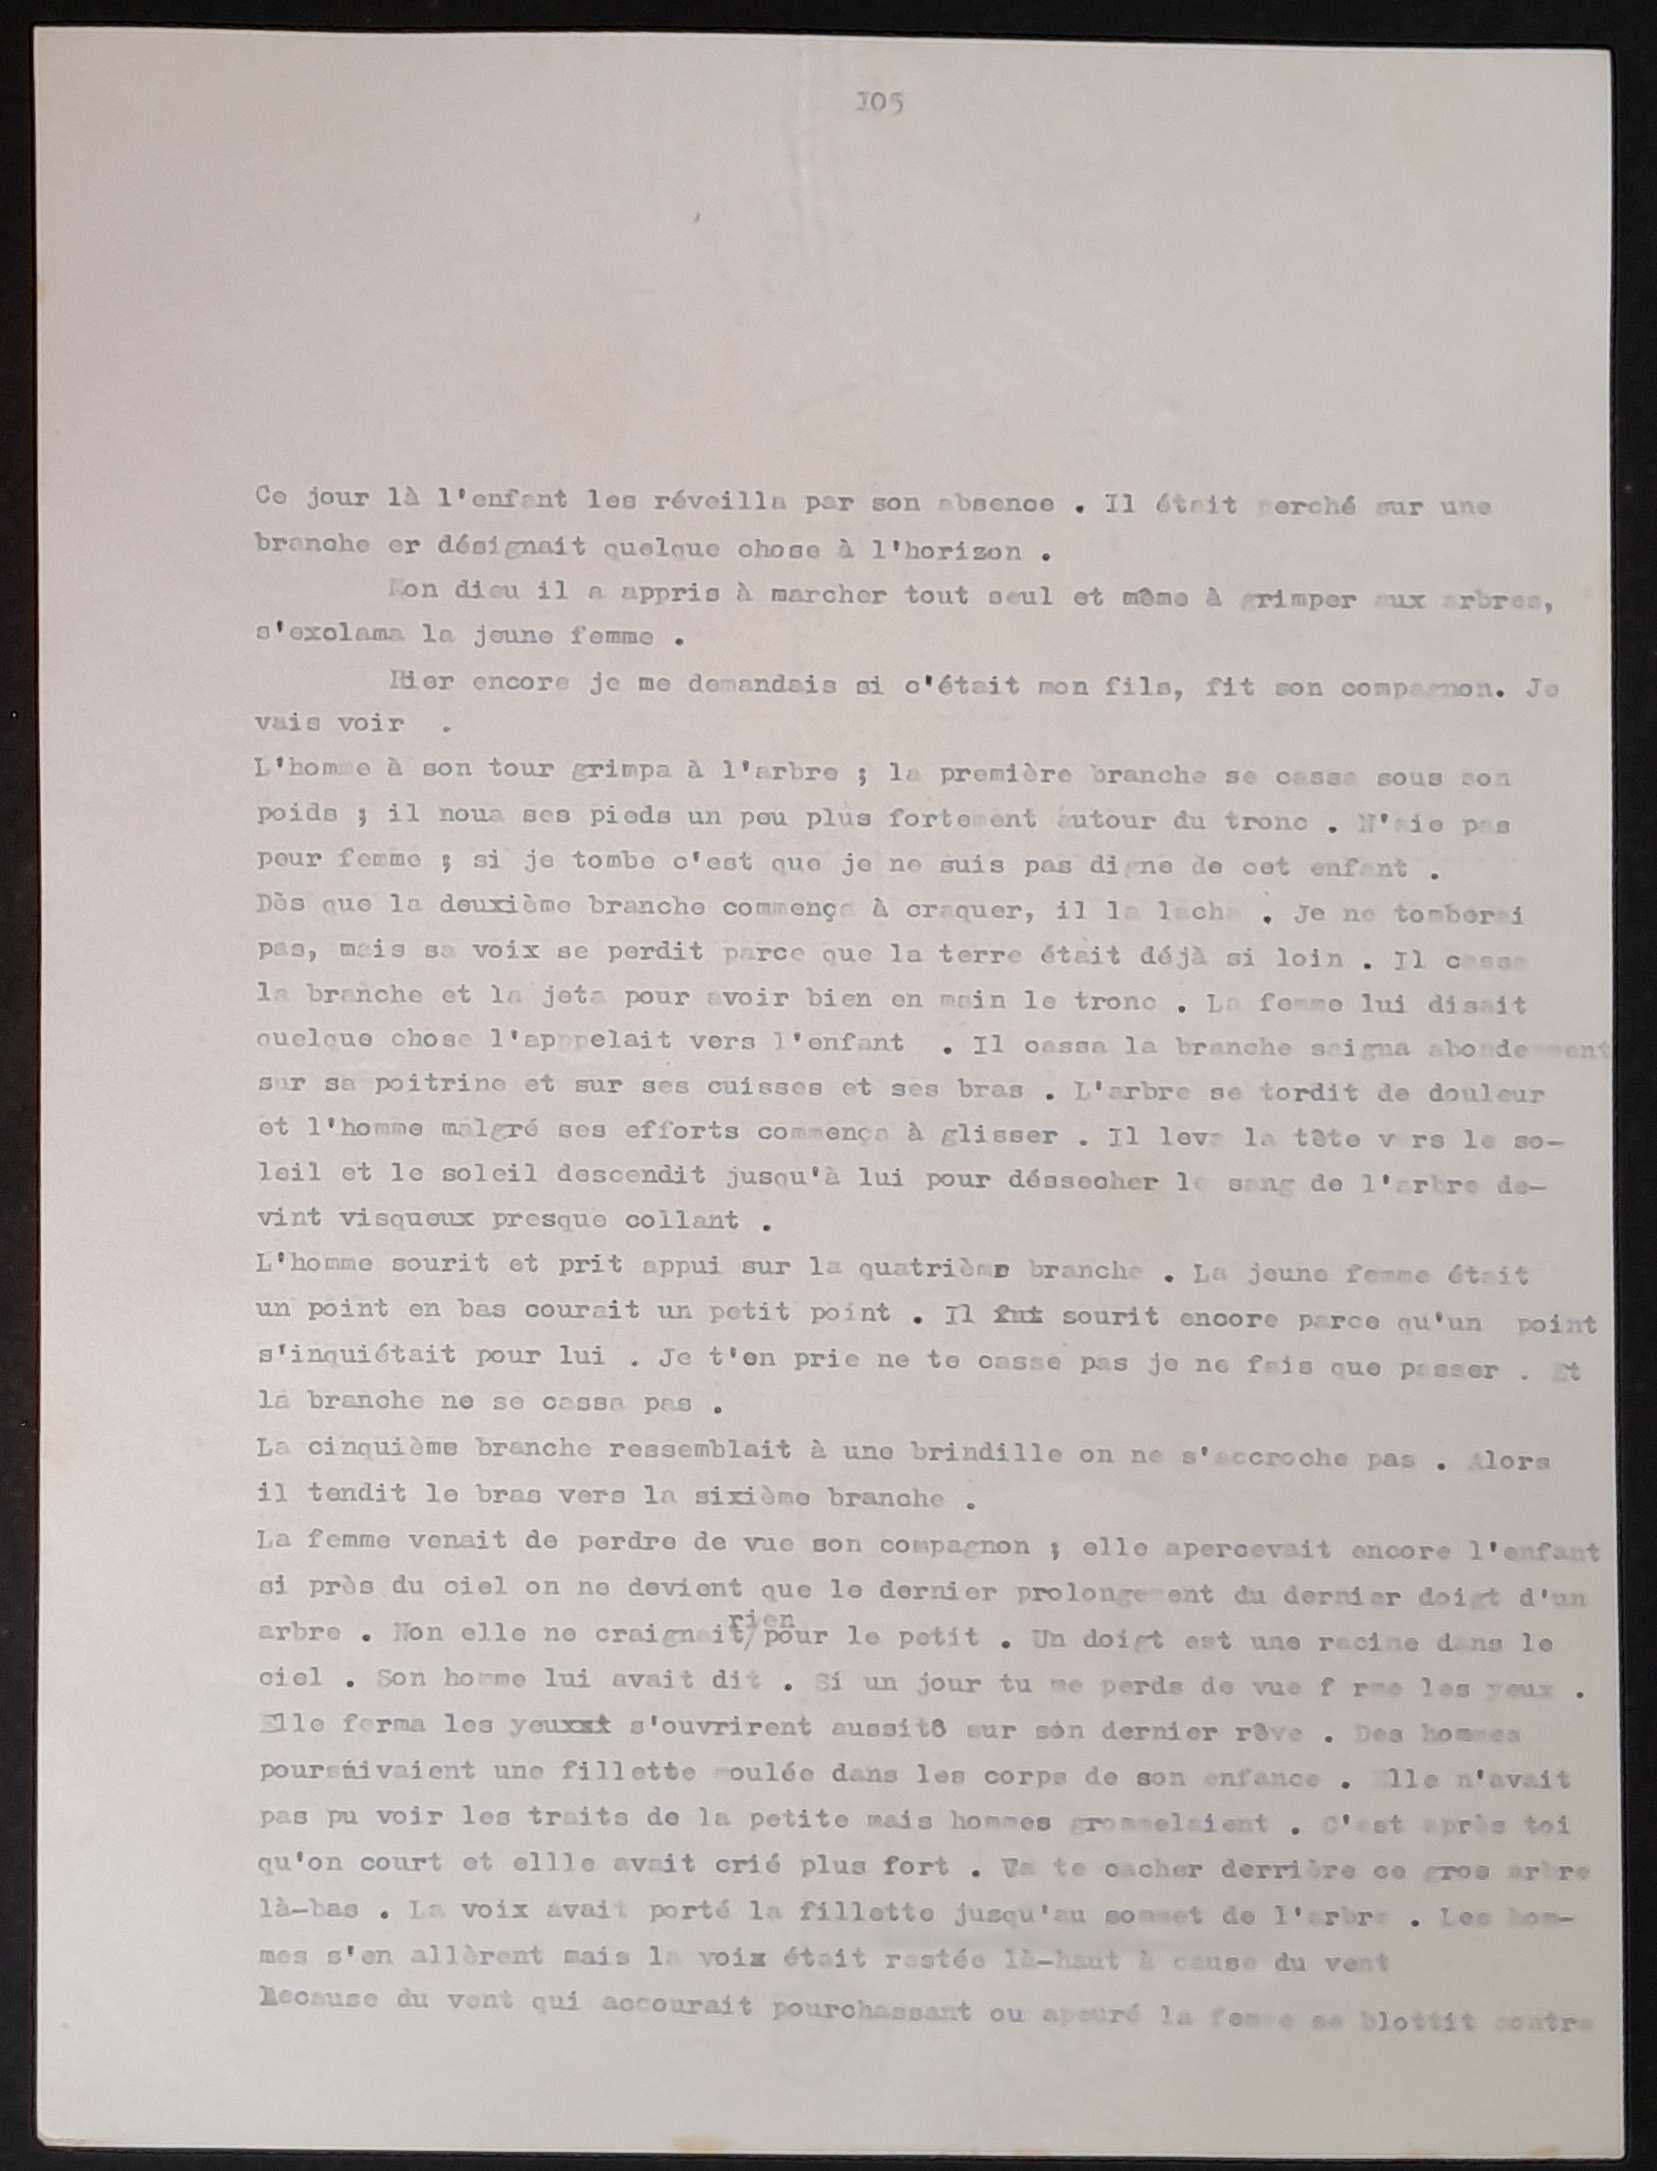 105
Ce jour là l'enfant les réveilla par son absence . Il était perché sur une
branche er désignait quelque chose à l'horizon .
Mon dieu il a appris à marcher tout seul et même à grimper aux arbres,
s'exclama la jeune femme .
Hier encore je me demandais si c'était mon fils, fit son compagnon. Je
vais voir .
L'homme à son tour grimpa à l'arbre ; la première branche se cassa sous son
poids ; il noua ses pieds un peu plus fortement autour du tronc . N'aie pas
peur femme ; si je tombe c'est que je ne suis pas digne de cet enfant .
Dès que la deuxième branche commença à craquer, il la lacha . Je ne tomberai
pas, mais sa voix se perdit parce que la terre était déjà si loin . Il cassa
la branche et la jeta pour avoir bien en main le tronc . La femme lui disait
quelque chose l'apppelait vers l'enfant . Il cassa la branche saigna abondemment
sur sa poitrine et sur ses cuisses et ses bras . L'arbre se tordit de douleur
et l'homme malgré ses efforts commença à glisser . Il leva la tête vers le so-
leil et le soleil descendit jusqu'à lui pour déssecher le sang de l'arbre de-
vint visqueux presque collant .
L'homme sourit et prit appui sur la quatrième branche . La jeune femme était
un point en bas courait un petit point . Il fut sourit encore parce qu'un point
s'inquiétait pour lui . Je t'en prie ne te casse pas je ne fais que passer . Et
la branche ne se cassa pas .
La cinquième branche ressemblait à une brindille on ne s'accroche pas . Alors
il tendit le bras vers la sixième branche .
La femme venait de perdre de vue son compagnon ; elle apercevait encore l'enfant
si près du ciel on ne devient que le dernier prolongement du dernier doigt d'un
arbre . Non elle ne craignait/rien pour le petit . Un doigt est une racine dans le
ciel . Son homme lui avait dit . Si un jour tu me perds de vue ferme les yeux .
Elle ferma les yeuxxt s'ouvrirent aussitô sur son dernier rêve . Des hommes
poursuivaient une fillette moulée dans les corps de son enfance . Elle n'avait
pas pu voir les traits de la petite mais hommes grommelaient . C'est après toi
qu'on court et ellle avait crié plus fort . Va te cacher derrière ce gros arbre
là-bas . La voix avait porté la fillette jusqu'au sommet de l'arbre . Les hom-
mes s'en allèrent mais la voix était restée là-haut à cause du vent
Aecause du vent qui accourait pourchassant ou apeuré la femme se blottit contre